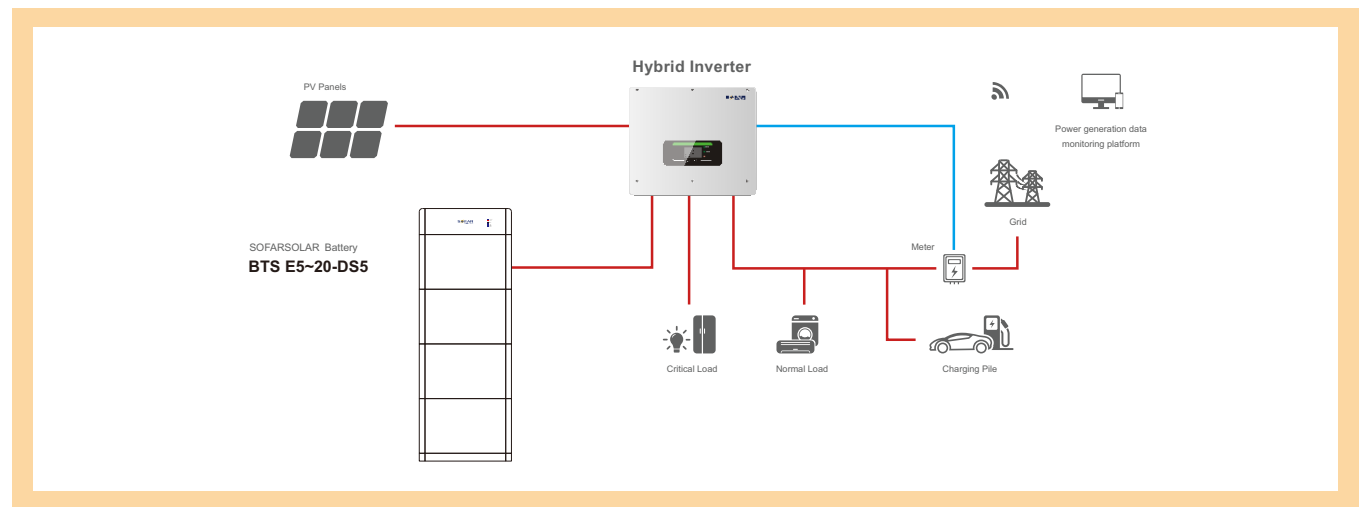 Hybrid Inverter
PV Panels
Power generation data
monitoring platform
Grid
SOFARSOLAR Battery
BTS E5~20-DS5
Meter
Critical Load
Normal Load
Charging Pile